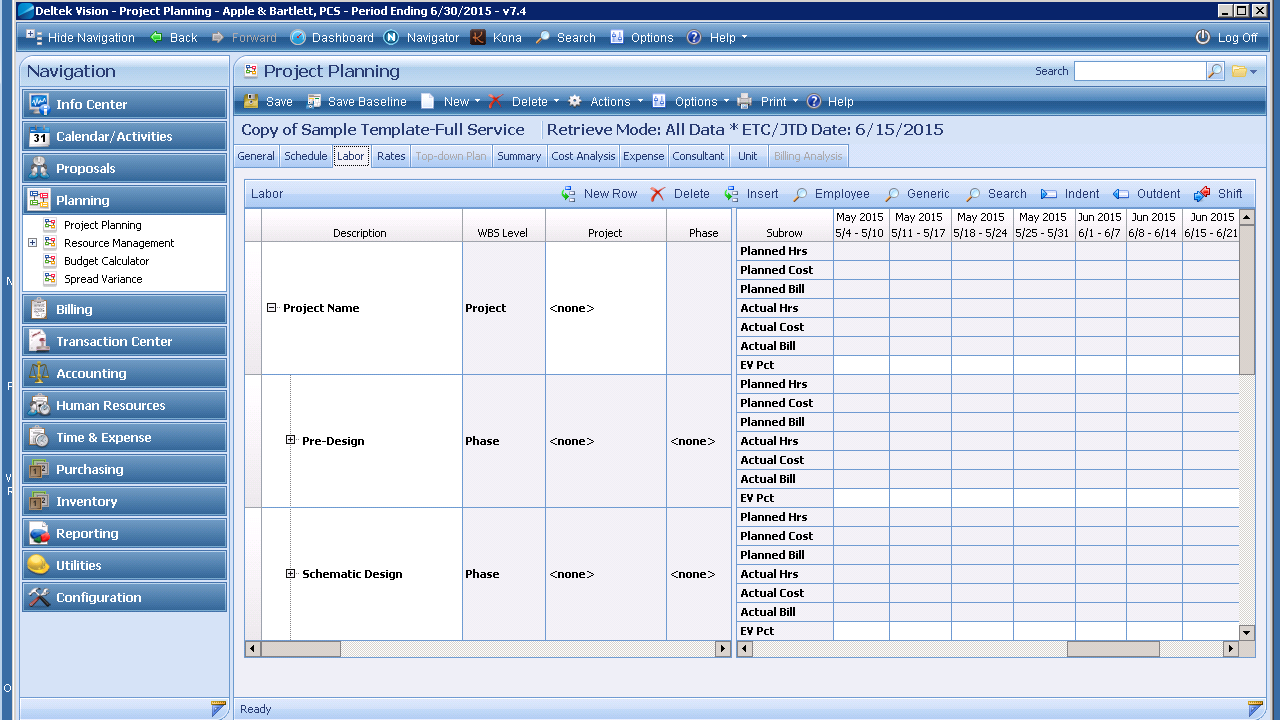 Deltek Vision - Project Planning - Apple & Bartlett, PCS - Period Ending 6/30/2015 - v7.4
Hide Navigation Back Forward Dashboard Navigator Kona Search Options Help Log Off
Navigation
Info Center
31 Calendar/Activities
Proposals
Planning
Project Planning
Resource Management
Budget Calculator
Spread Variance
Billing
Transaction Center
Accounting
Human Resources
Time & Expense
Purchasing
Inventory
Reporting
Utilities
Configuration
Project Planning
Search
Save Save Baseline New Delete Actions Options Print Help
Copy of Sample Template-Full Service Retrieve Mode: All Data * ETC/JTD Date: 6/15/2015
General Schedule Labor Rates Top-down Plan Summary Cost Analysis Expense Consultant Unit Billing Analysis
Labor New Row Delete Insert Employee Generic Search Indent Outdent Shift
Description WBS Level Project Phase
Project Name Project <none>
Pre-Design Phase <none> <none>
Schematic Design Phase <none> <none>
May 2015 May 2015 May 2015 May 2015 Jun 2015 Jun 2015 Jun 2015
Subrow 5/4 - 5/10 5/11 - 5/17 5/18 - 5/24 5/25 - 5/31 6/1 - 6/7 6/8 - 6/14 6/15 - 6/21
Planned Hrs
Planned Cost
Planned Bill
Actual Hrs
Actual Cost
Actual Bill
EV Pct
Planned Hrs
Planned Cost
Planned Bill
Actual Hrs
Actual Cost
Actual Bill
EV Pct
Planned Hrs
Planned Cost
Planned Bill
Actual Hrs
Actual Cost
Actual Bill
EV Pct
Ready